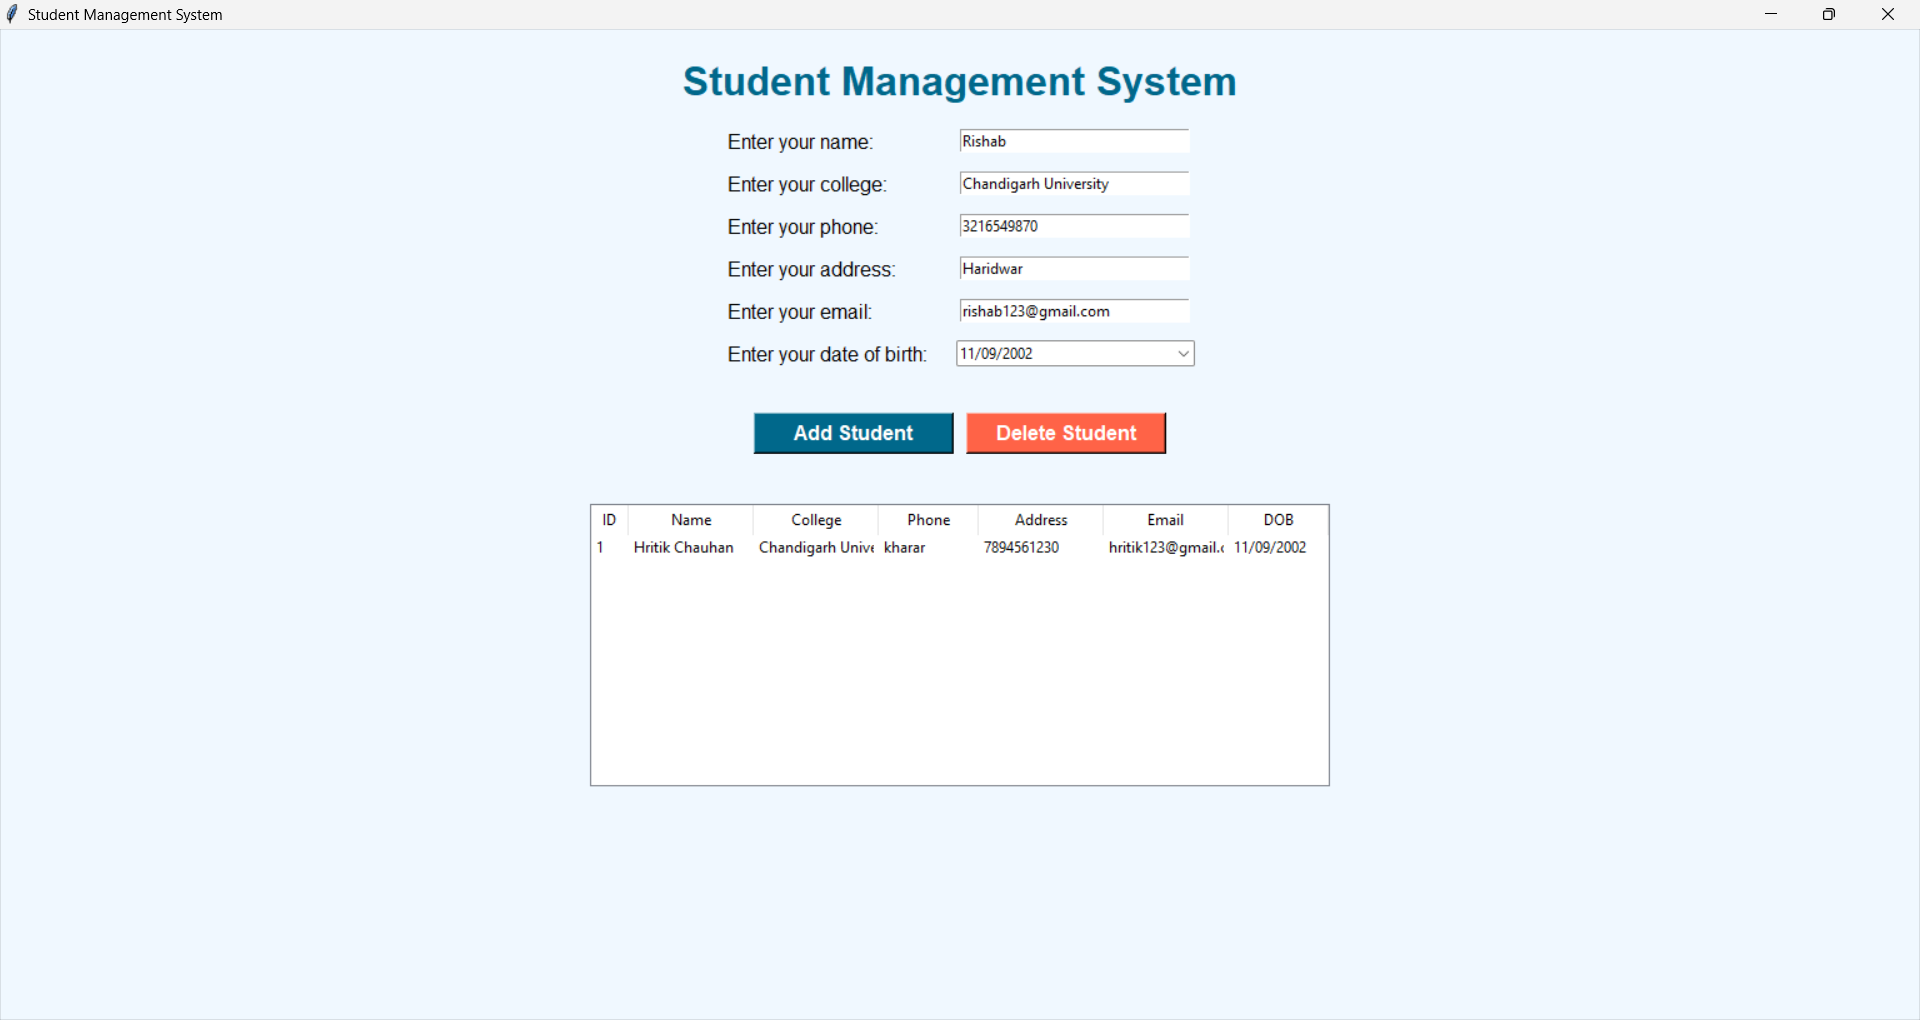 Student Management System
Student Management System
Enter your name: Rishab
Enter your college: Chandigarh University
Enter your phone: 3216549870
Enter your address: Haridwar
Enter your email: rishab123@gmail.com
Enter your date of birth: 11/09/2002
Add Student Delete Student
ID Name College Phone Address Email DOB
1 Hritik Chauhan Chandigarh Unive kharar 7894561230 hritik123@gmail.c 11/09/2002